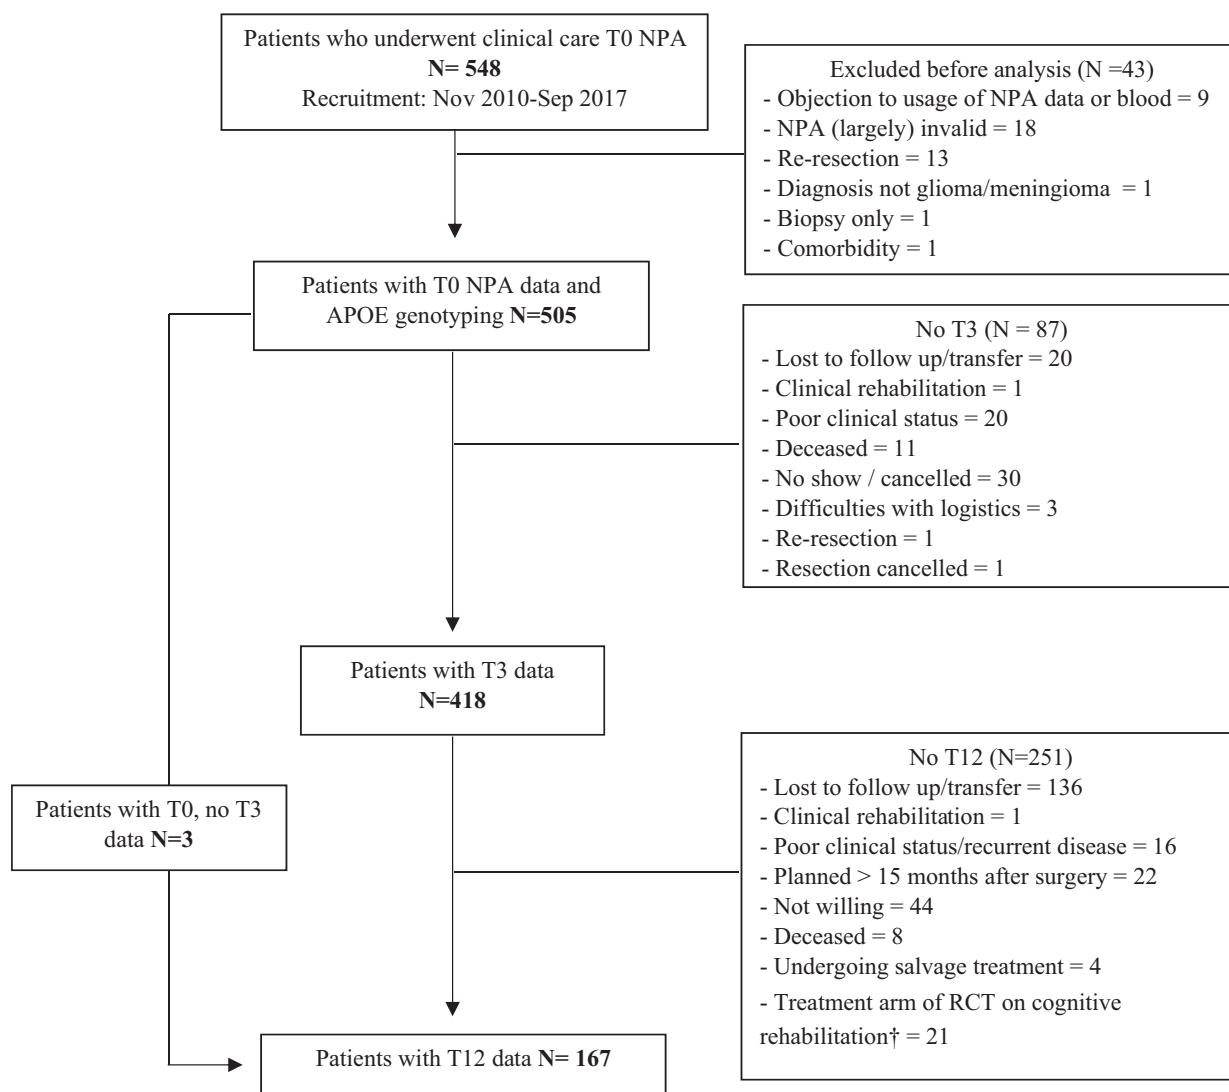 Patients who underwent clinical care T0 NPA
N= 548
Recruitment: Nov 2010-Sep 2017
Excluded before analysis (N =43)
- Objection to usage of NPA data or blood = 9
- NPA (largely) invalid = 18
- Re-resection = 13
- Diagnosis not glioma/meningioma = 1
- Biopsy only = 1
- Comorbidity = 1
Patients with T0 NPA data and
APOE genotyping N=505
No T3 (N = 87)
- Lost to follow up/transfer = 20
- Clinical rehabilitation = 1
- Poor clinical status = 20
- Deceased = 11
- No show / cancelled = 30
- Difficulties with logistics = 3
- Re-resection = 1
- Resection cancelled = 1
Patients with T3 data
N=418
No T12 (N=251)
- Lost to follow up/transfer = 136
- Clinical rehabilitation = 1
- Poor clinical status/recurrent disease = 16
- Planned > 15 months after surgery = 22
- Not willing = 44
- Deceased = 8
- Undergoing salvage treatment = 4
- Treatment arm of RCT on cognitive
rehabilitation† = 21
Patients with T0, no T3
data N=3
Patients with T12 data N= 167